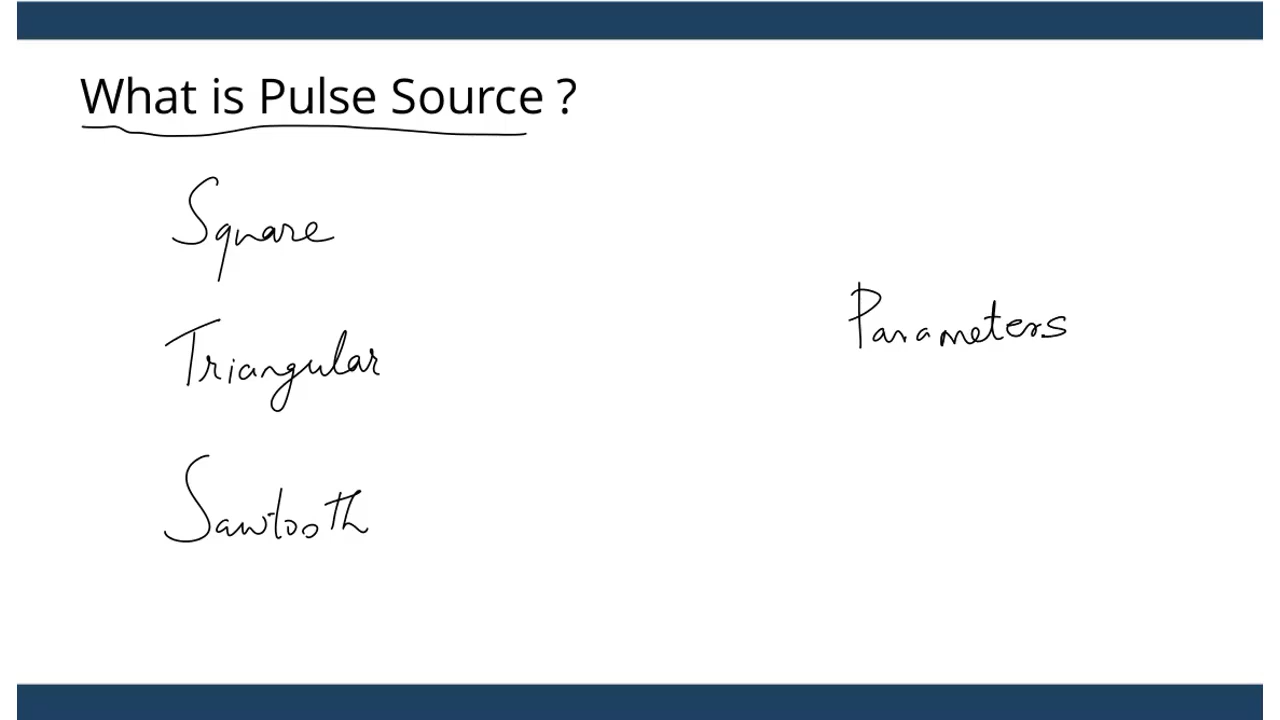 What is Pulse Source ?
Square
Parameters
Triangular
Sawtooth